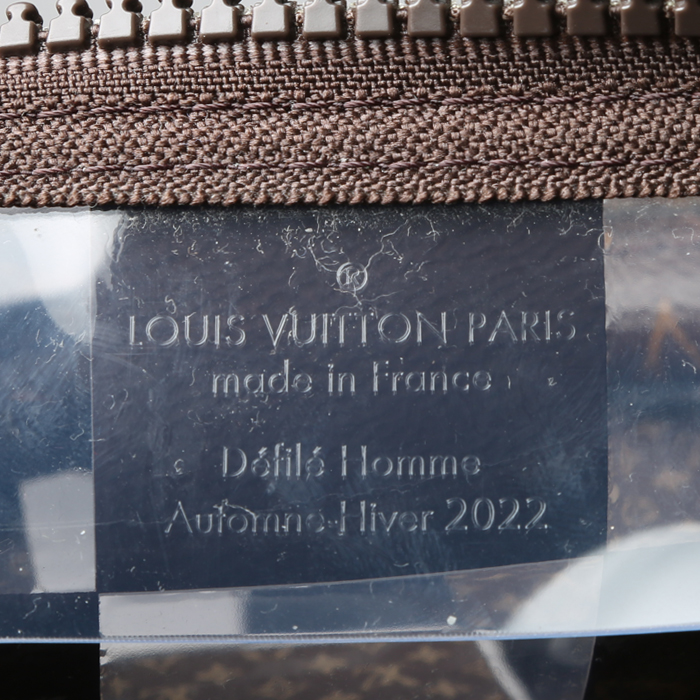 LOUIS VUITTON PARIS
made in France
Défilé Homme
Automne-Hiver 2022